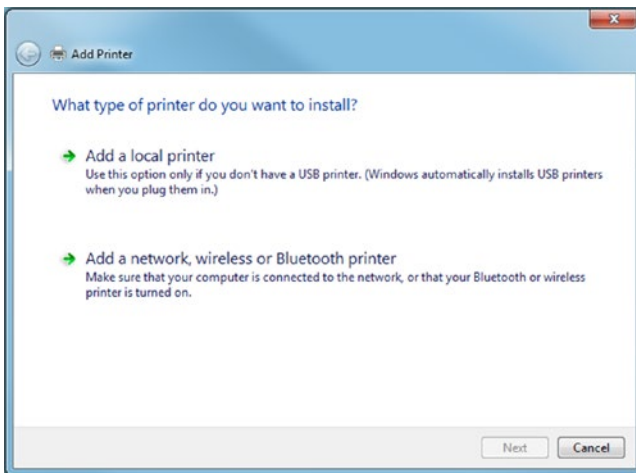 Add Printer
What type of printer do you want to install?
Add a local printer
Use this option only if you don't have a USB printer. (Windows automatically installs USB printers
when you plug them in.)
Add a network, wireless or Bluetooth printer
Make sure that your computer is connected to the network, or that your Bluetooth or wireless
printer is turned on.
Next
Cancel